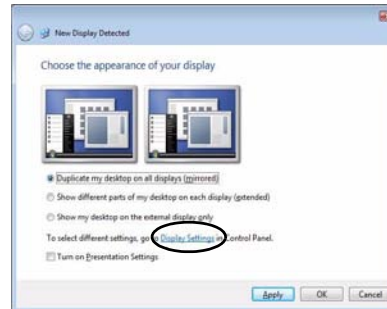 New Display Detected
Choose the appearance of your display
Duplicate my desktop on all displays (mirrored)
Show different parts of my desktop on each display (extended)
Show my desktop on the external display only
To select different settings, go to Display Settings in Control Panel.
Turn on Presentation Settings
Apply OK Cancel